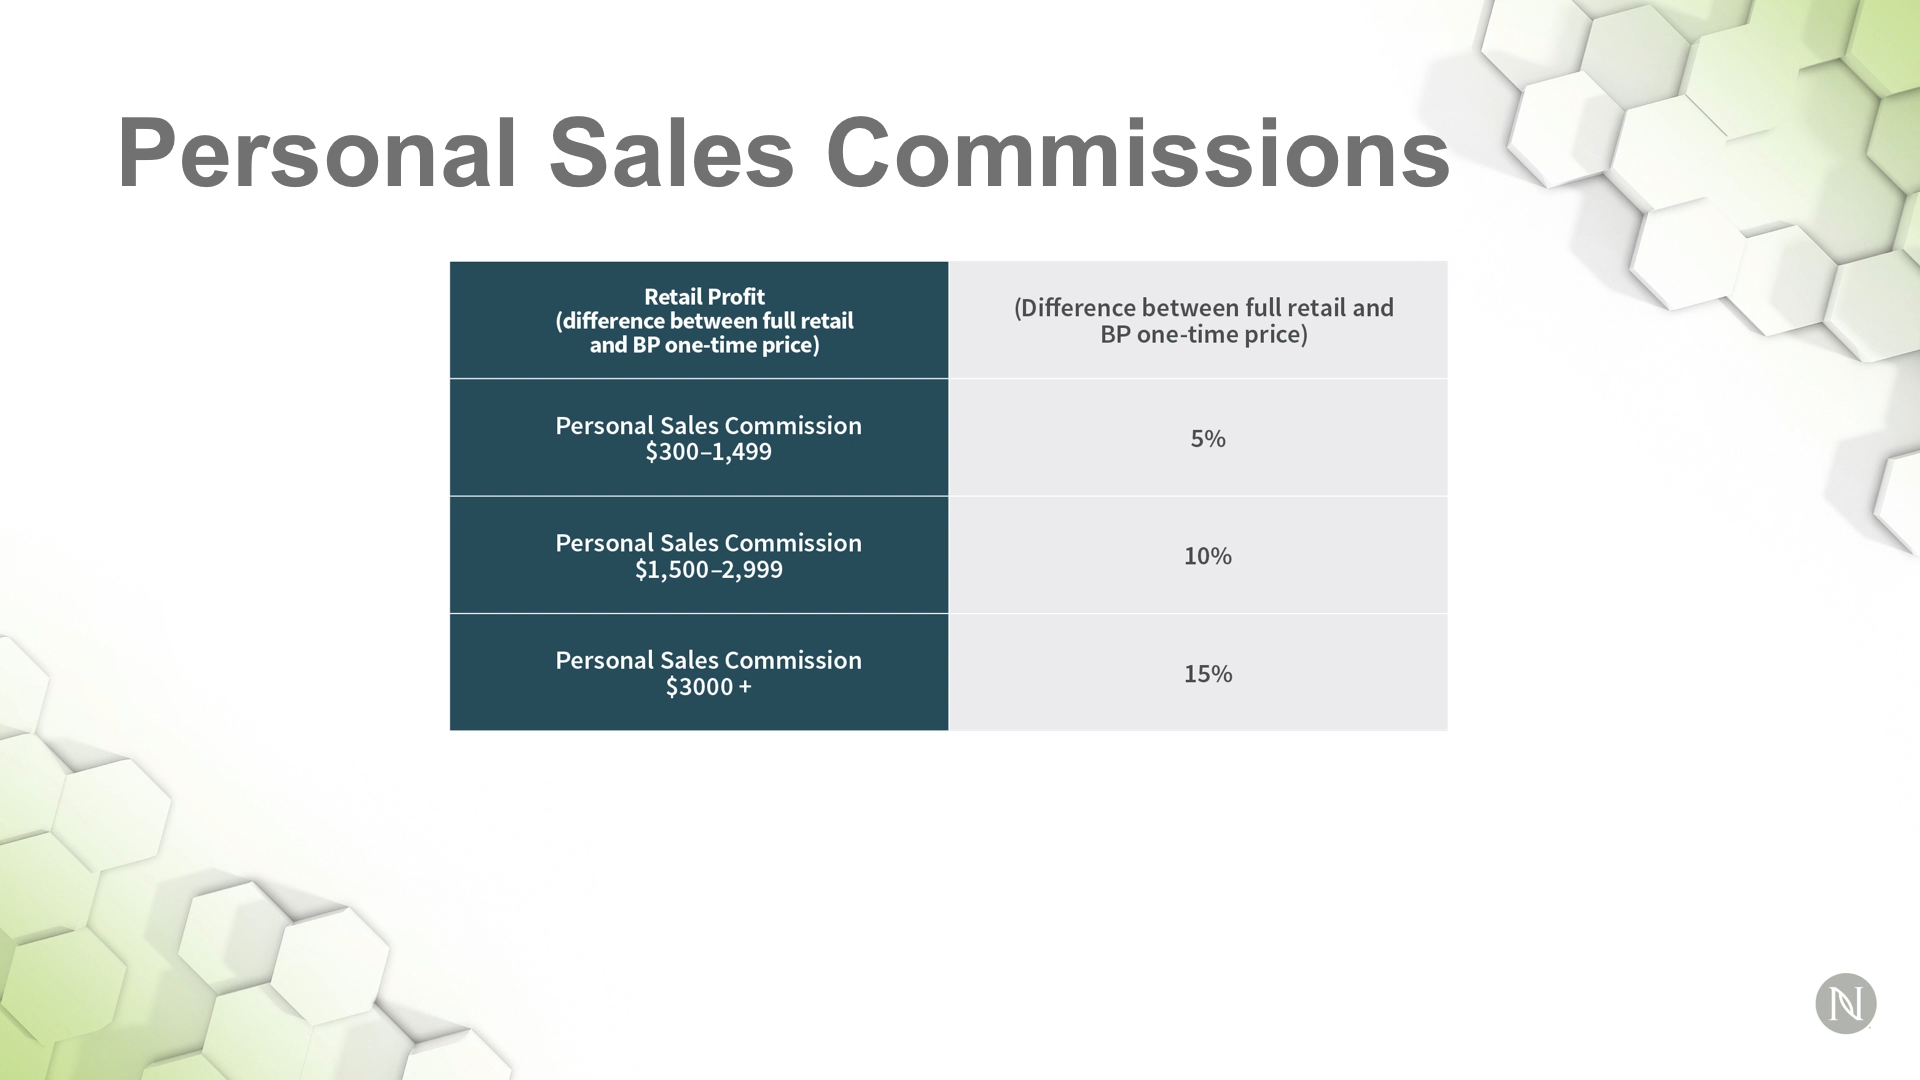 Personal Sales Commissions
Retail Profit
(difference between full retail
and BP one-time price)
(Difference between full retail and
BP one-time price)
Personal Sales Commission
$300–1,499
5%
Personal Sales Commission
$1,500–2,999
10%
Personal Sales Commission
$3000 +
15%
N